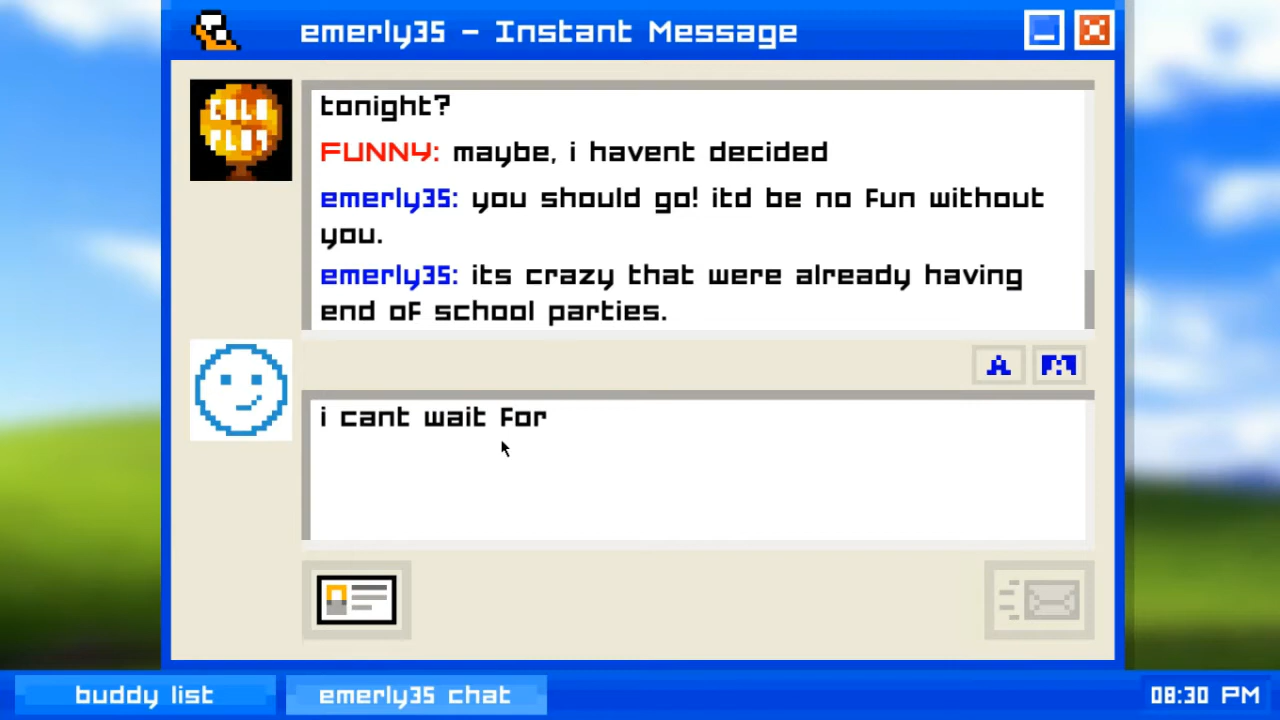 emerly35 - Instant Message
COLD
PLAY
tonight?
FUNNY: maybe, i havent decided
emerly35: you should go! itd be no fun without
you.
emerly35: its crazy that were already having
end of school parties.
A
i cant wait for
buddy list
emerly35 chat
08:30 PM